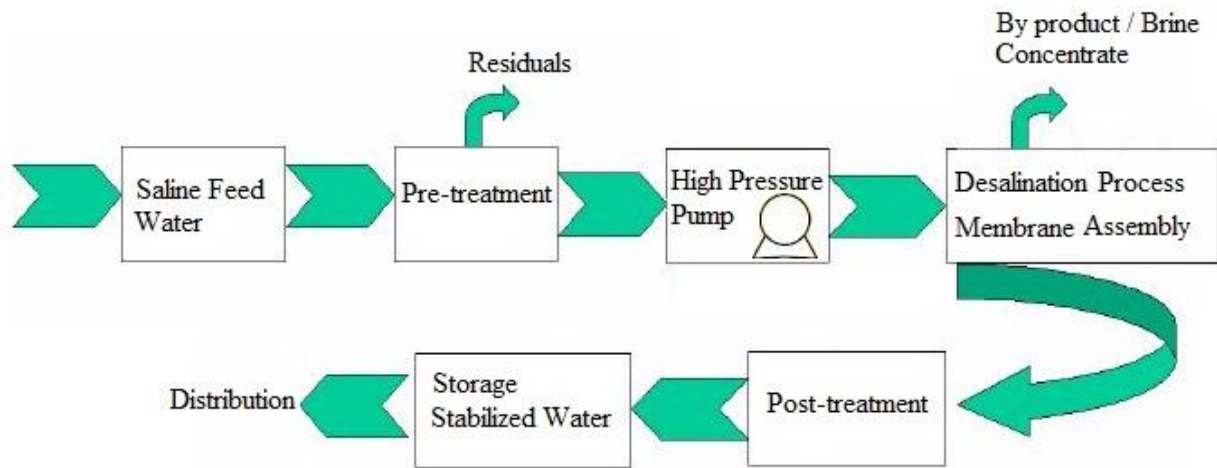 By product / Brine
Concentrate
Residuals
Saline Feed
Water
Pre-treatment
High Pressure
Pump
Desalination Process
Membrane Assembly
Distribution
Storage
Stabilized Water
Post-treatment